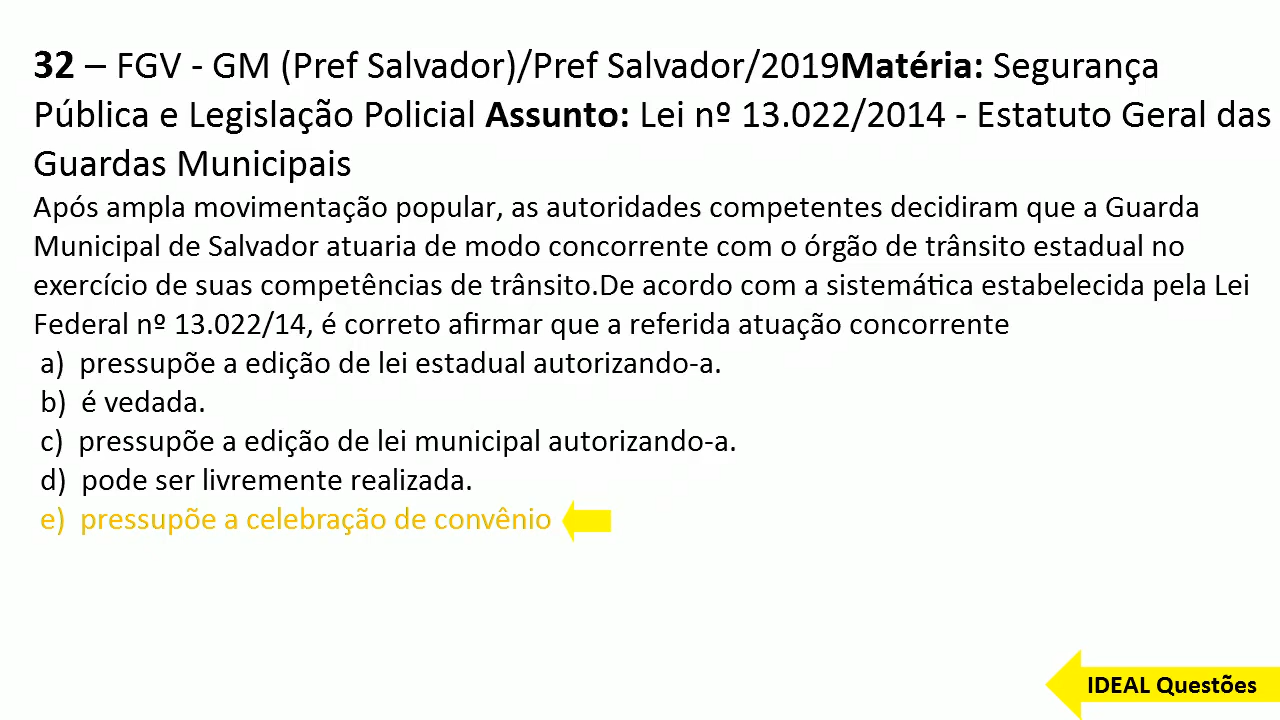 32 – FGV - GM (Pref Salvador)/Pref Salvador/2019Matéria: Segurança
Pública e Legislação Policial Assunto: Lei nº 13.022/2014 - Estatuto Geral das
Guardas Municipais
Após ampla movimentação popular, as autoridades competentes decidiram que a Guarda
Municipal de Salvador atuaria de modo concorrente com o órgão de trânsito estadual no
exercício de suas competências de trânsito.De acordo com a sistemática estabelecida pela Lei
Federal nº 13.022/14, é correto afirmar que a referida atuação concorrente
a) pressupõe a edição de lei estadual autorizando-a.
b) é vedada.
c) pressupõe a edição de lei municipal autorizando-a.
d) pode ser livremente realizada.
e) pressupõe a celebração de convênio
IDEAL Questões